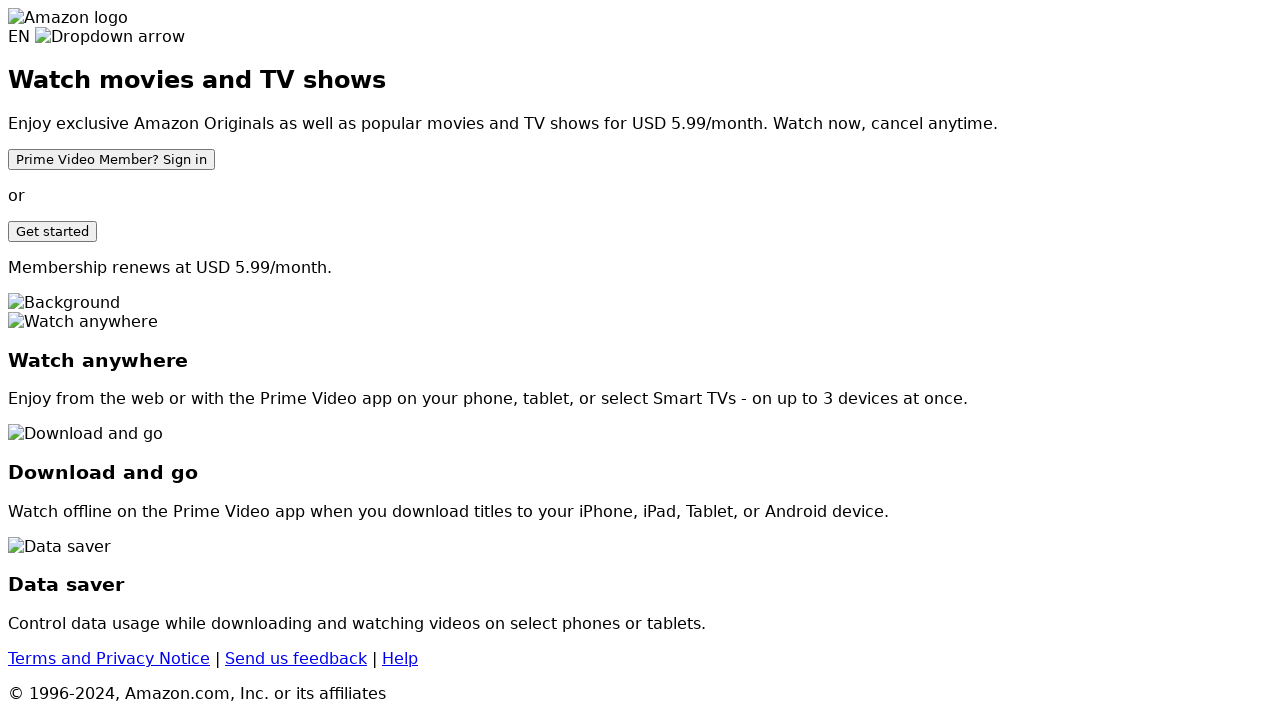 Amazon logo
EN Dropdown arrow
Watch movies and TV shows
Enjoy exclusive Amazon Originals as well as popular movies and TV shows for USD 5.99/month. Watch now, cancel anytime.
Prime Video Member? Sign in
or
Get started
Membership renews at USD 5.99/month.
Background
Watch anywhere
Watch anywhere
Enjoy from the web or with the Prime Video app on your phone, tablet, or select Smart TVs - on up to 3 devices at once.
Download and go
Download and go
Watch offline on the Prime Video app when you download titles to your iPhone, iPad, Tablet, or Android device.
Data saver
Data saver
Control data usage while downloading and watching videos on select phones or tablets.
Terms and Privacy Notice | Send us feedback | Help
© 1996-2024, Amazon.com, Inc. or its affiliates